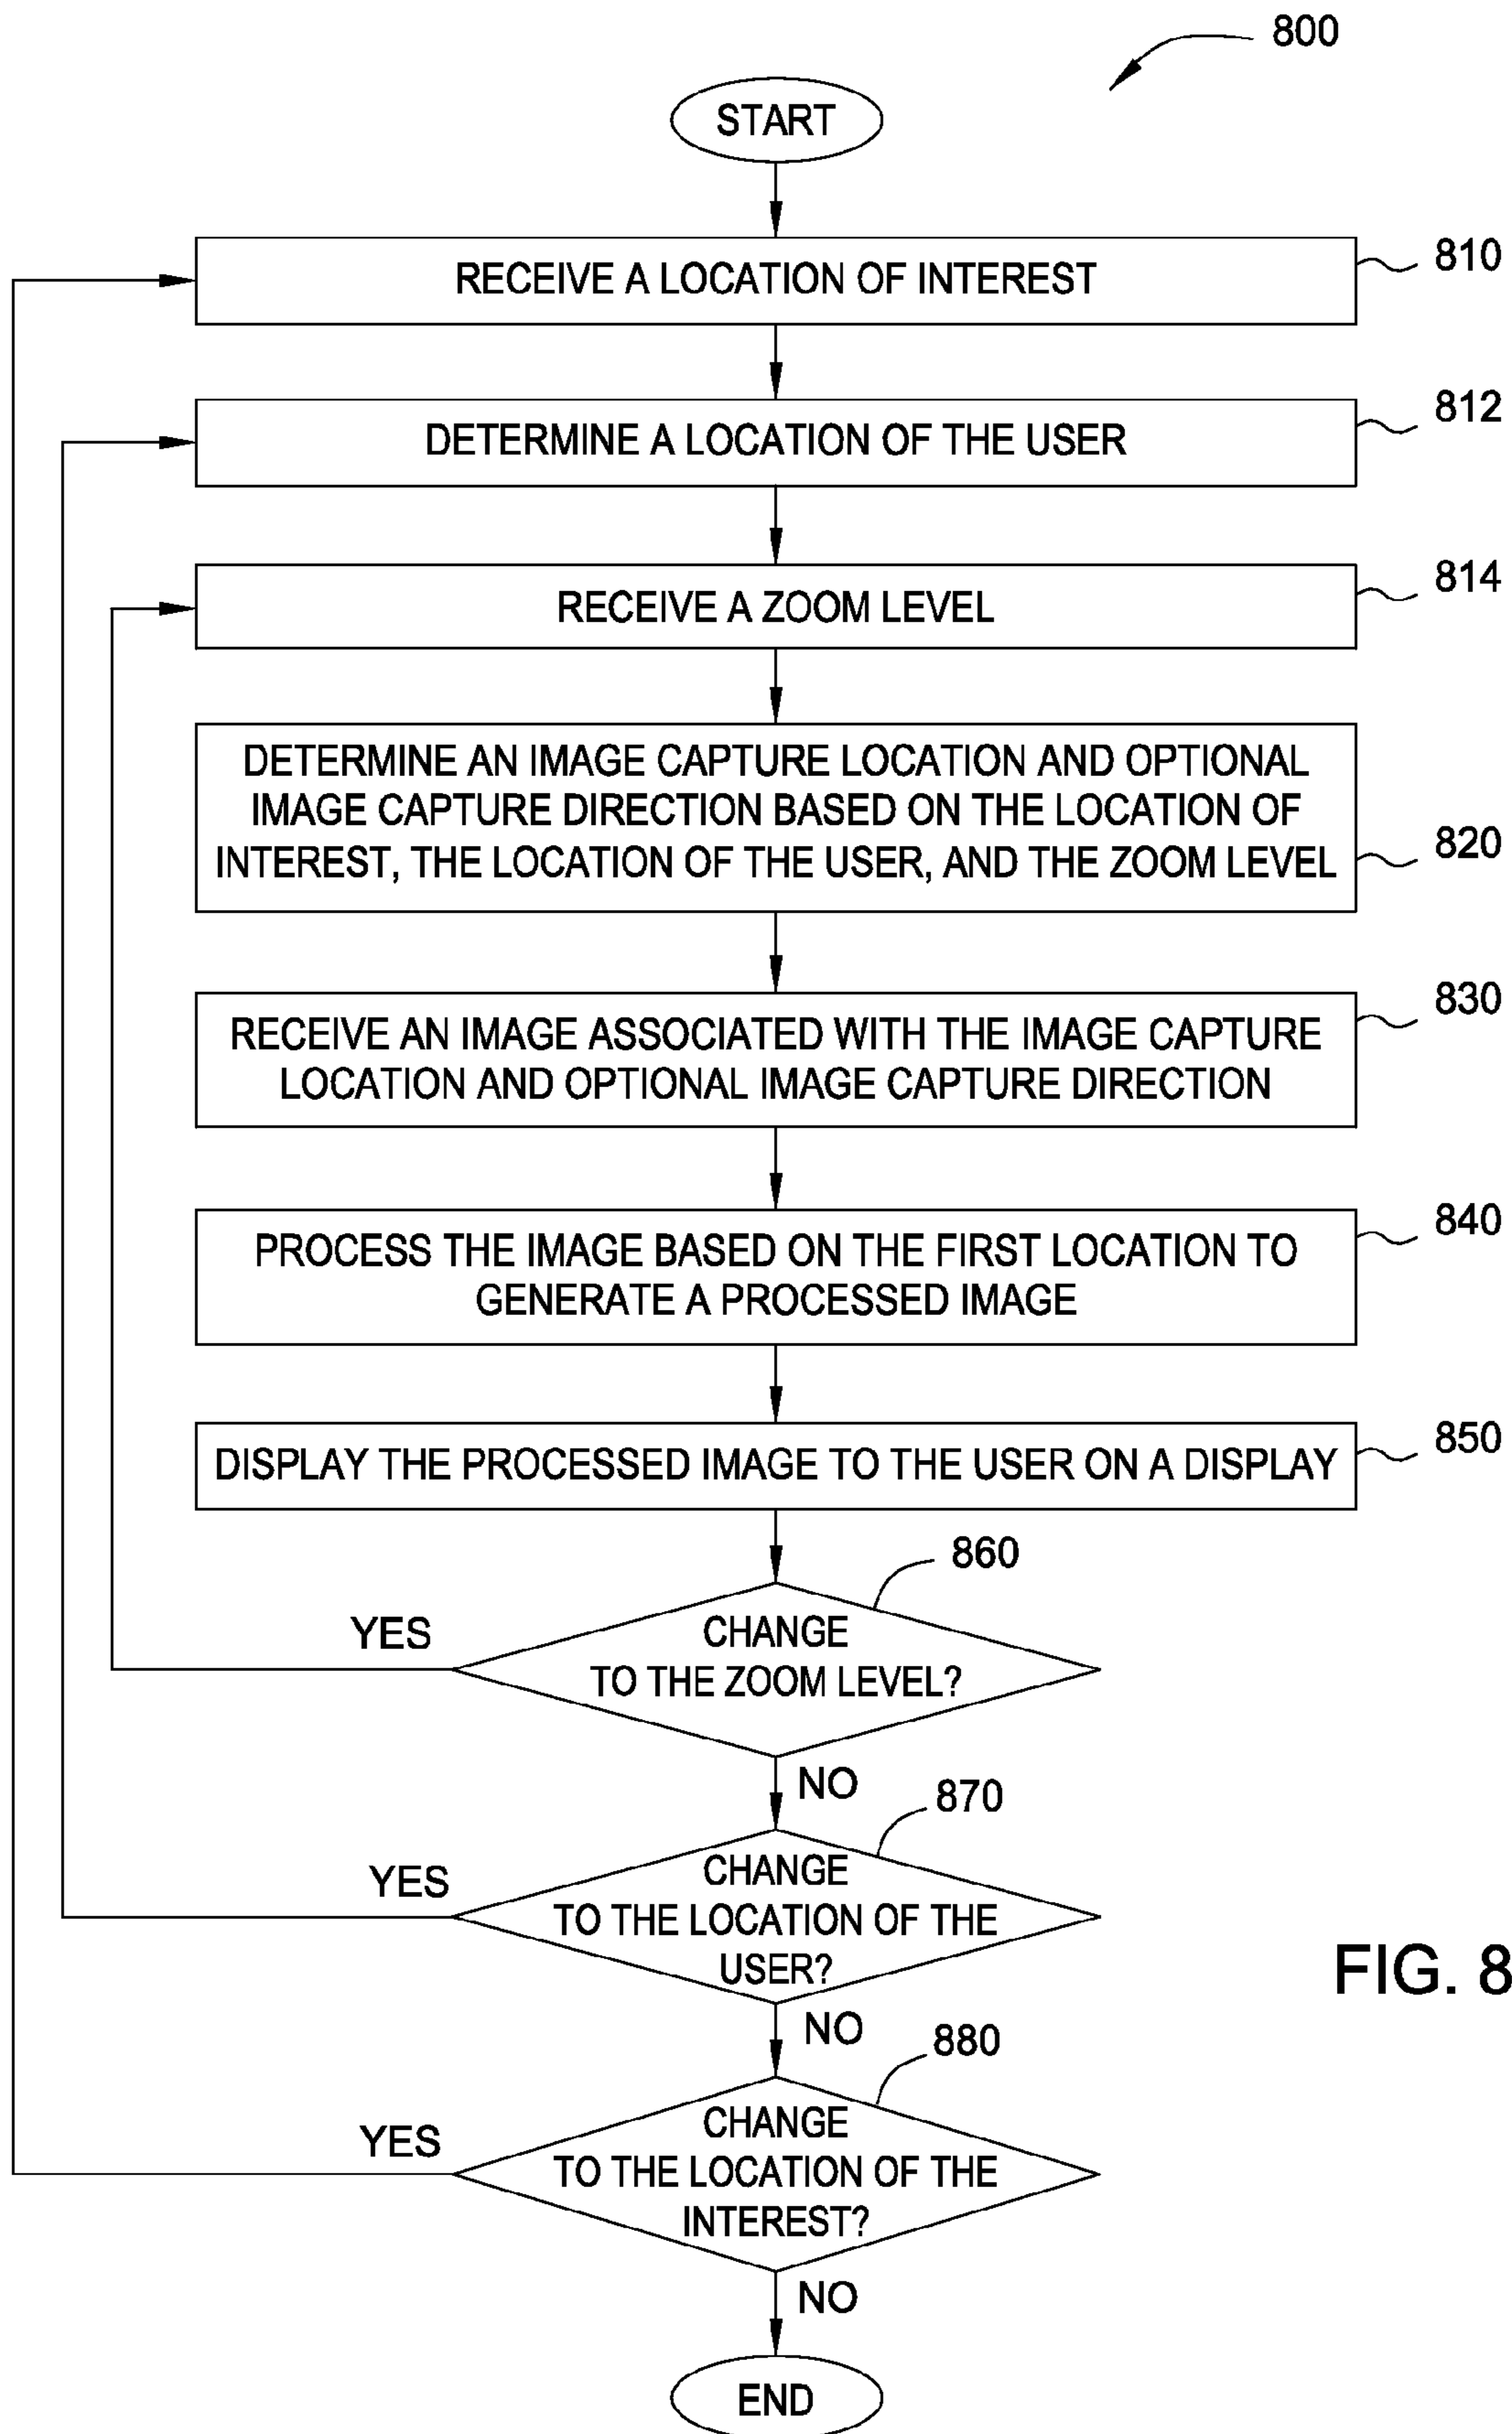 800
START
RECEIVE A LOCATION OF INTEREST
810
DETERMINE A LOCATION OF THE USER
812
RECEIVE A ZOOM LEVEL
814
DETERMINE AN IMAGE CAPTURE LOCATION AND OPTIONAL
IMAGE CAPTURE DIRECTION BASED ON THE LOCATION OF
INTEREST, THE LOCATION OF THE USER, AND THE ZOOM LEVEL
820
RECEIVE AN IMAGE ASSOCIATED WITH THE IMAGE CAPTURE
LOCATION AND OPTIONAL IMAGE CAPTURE DIRECTION
830
PROCESS THE IMAGE BASED ON THE FIRST LOCATION TO
GENERATE A PROCESSED IMAGE
840
DISPLAY THE PROCESSED IMAGE TO THE USER ON A DISPLAY
850
860
YES
CHANGE
TO THE ZOOM LEVEL?
NO
870
YES
CHANGE
TO THE LOCATION OF THE
USER?
FIG. 8
NO
880
YES
CHANGE
TO THE LOCATION OF THE
INTEREST?
NO
END